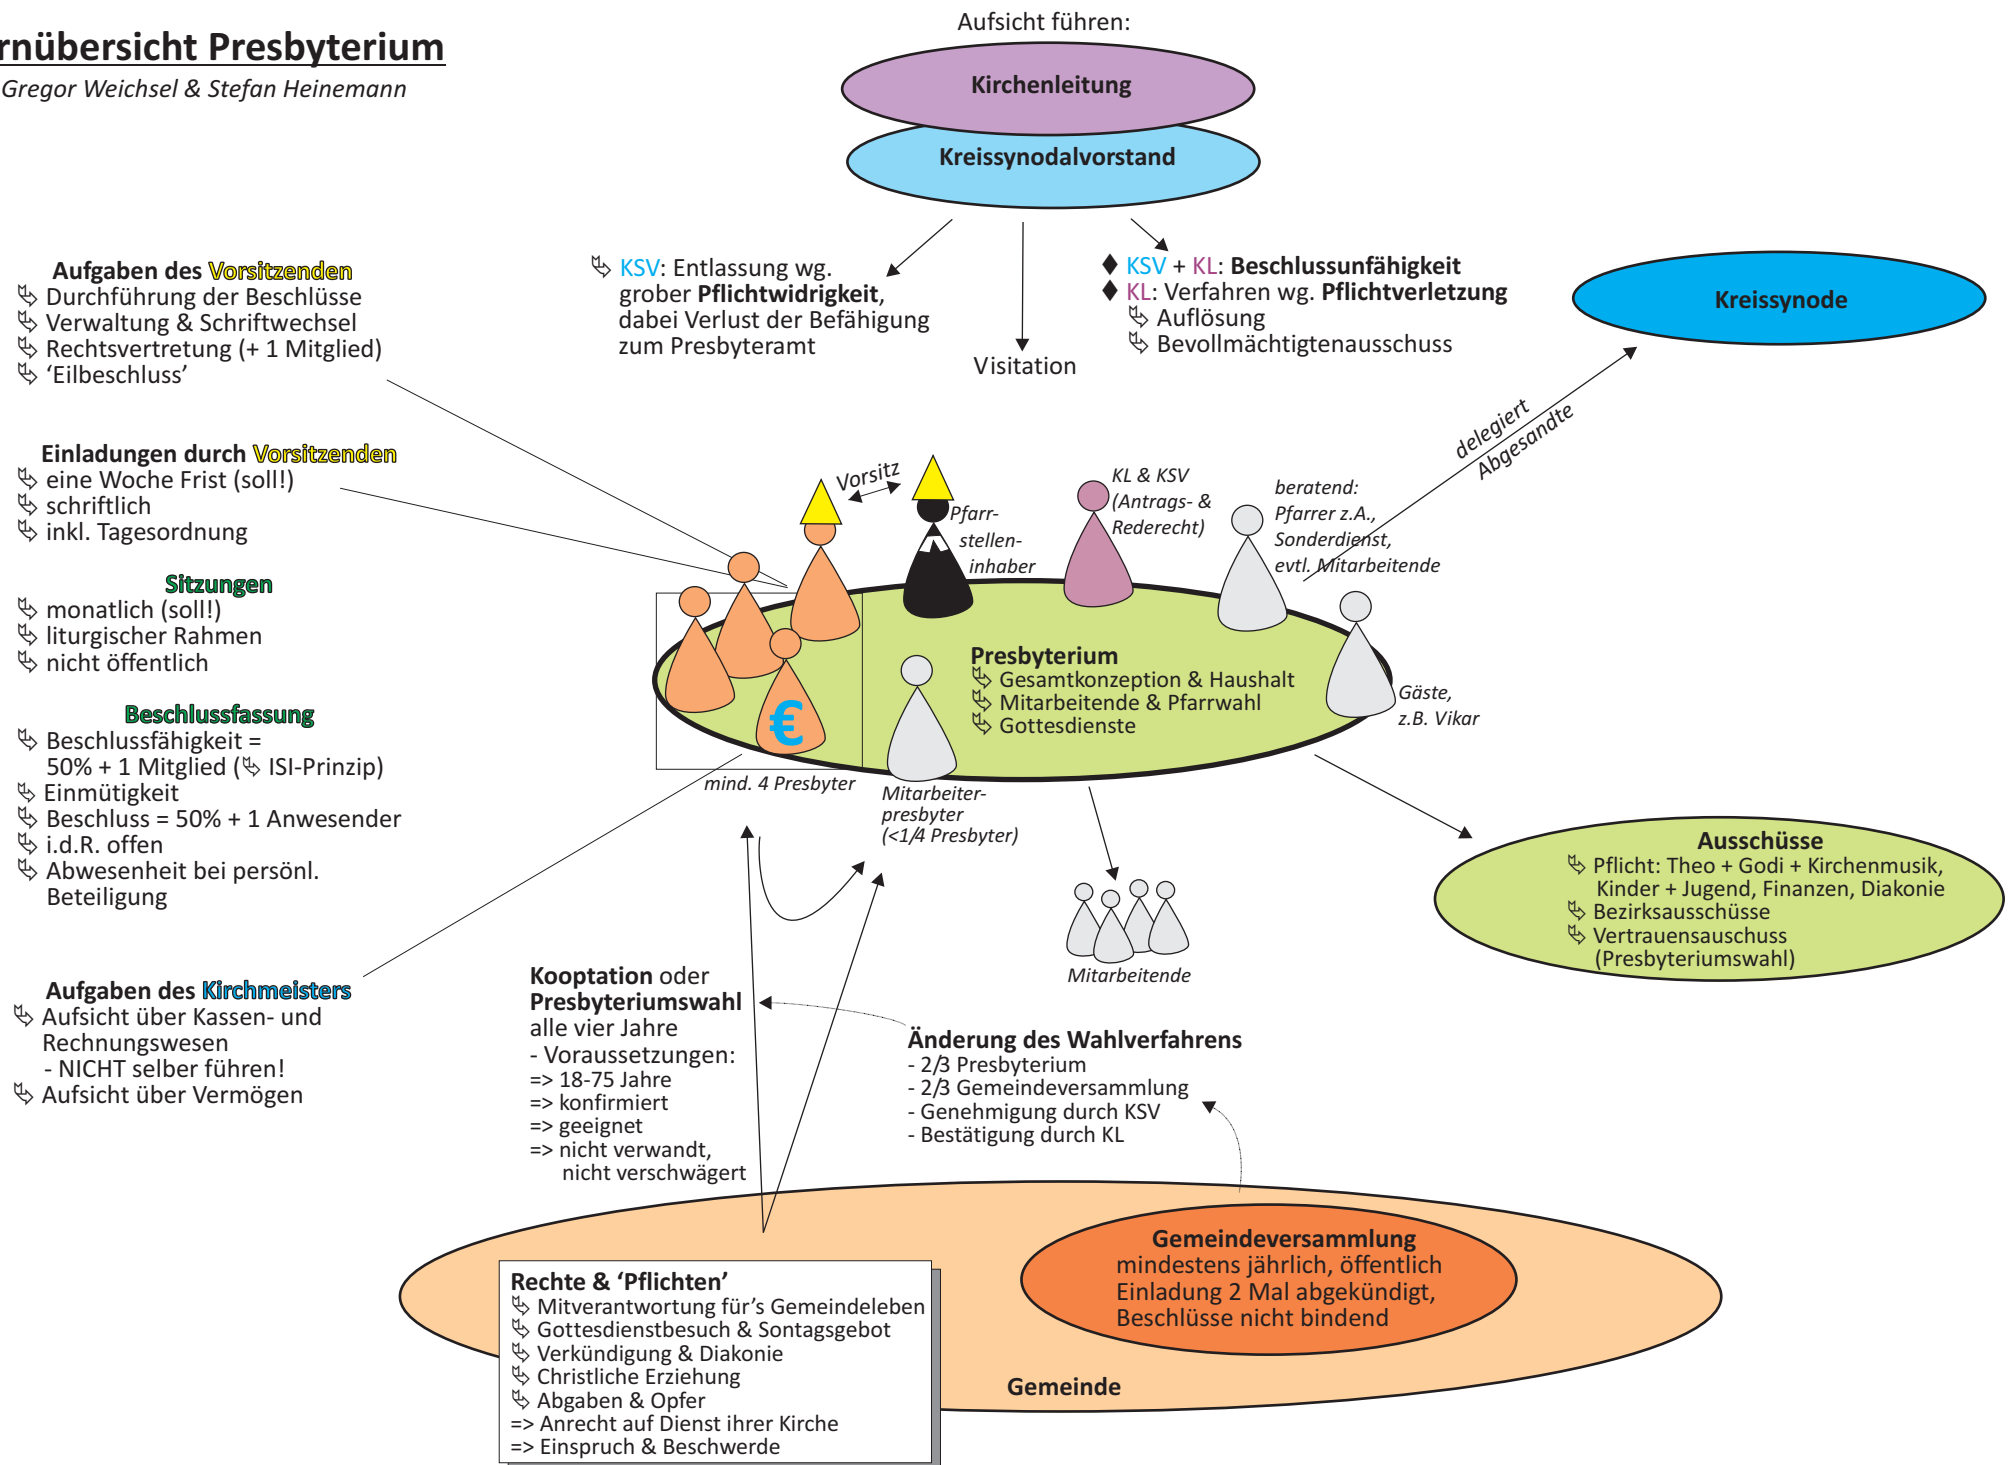 rnübersicht Presbyterium
Gregor Weichsel & Stefan Heinemann
Aufsicht führen:
Kirchenleitung
Kreissynodalvorstand
Aufgaben des Vorsitzenden
Durchführung der Beschlüsse
Verwaltung & Schriftwechsel
Rechtsvertretung (+ 1 Mitglied)
‘Eilbeschluss’
KSV: Entlassung wg.
grober Pflichtwidrigkeit,
dabei Verlust der Befähigung
zum Presbyteramt
Visitation
♦ KSV + KL: Beschlussunfähigkeit
♦ KL: Verfahren wg. Pflichtverletzung
Auflösung
Bevollmächtigtenausschuss
Kreissynode
delegiert
Abgesandte
Einladungen durch Vorsitzenden
eine Woche Frist (soll!)
schriftlich
inkl. Tagesordnung
Sitzungen
monatlich (soll!)
liturgischer Rahmen
nicht öffentlich
Beschlussfassung
Beschlussfähigkeit =
50% + 1 Mitglied (ISI-Prinzip)
Einmütigkeit
Beschluss = 50% + 1 Anwesender
i.d.R. offen
Abwesenheit bei persönl.
Beteiligung
Aufgaben des Kirchmeisters
Aufsicht über Kassen- und
Rechnungswesen
- NICHT selber führen!
Aufsicht über Vermögen
Vorsitz
Pfarr-
stellen-
inhaber
KL & KSV
(Antrags- &
Rederecht)
beratend:
Pfarrer z.A.,
Sonderdienst,
evtl. Mitarbeitende
Gäste,
z.B. Vikar
Presbyterium
Gesamtkonzeption & Haushalt
Mitarbeitende & Pfarrwahl
Gottesdienste
€
mind. 4 Presbyter
Mitarbeiter-
presbyter
(<1/4 Presbyter)
Mitarbeitende
Ausschüsse
Pflicht: Theo + Godi + Kirchenmusik,
Kinder + Jugend, Finanzen, Diakonie
Bezirksausschüsse
Vertrauensauschuss
(Presbyteriumswahl)
Kooptation oder
Presbyteriumswahl
alle vier Jahre
- Voraussetzungen:
=> 18-75 Jahre
=> konfirmiert
=> geeignet
=> nicht verwandt,
nicht verschwägert
Änderung des Wahlverfahrens
- 2/3 Presbyterium
- 2/3 Gemeindeversammlung
- Genehmigung durch KSV
- Bestätigung durch KL
Gemeindeversammlung
mindestens jährlich, öffentlich
Einladung 2 Mal abgekündigt,
Beschlüsse nicht bindend
Gemeinde
Rechte & ‘Pflichten’
Mitverantwortung für’s Gemeindeleben
Gottesdienstbesuch & Sontagsgebot
Verkündigung & Diakonie
Christliche Erziehung
Abgaben & Opfer
=> Anrecht auf Dienst ihrer Kirche
=> Einspruch & Beschwerde